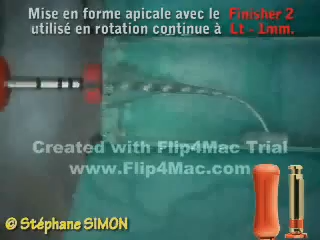 Mise en forme apicale avec le Finisher 2
utilisé en rotation continue à Lt - 1mm.
Created with Flip4Mac Trial
www.Flip4Mac.com
© Stéphane SIMON